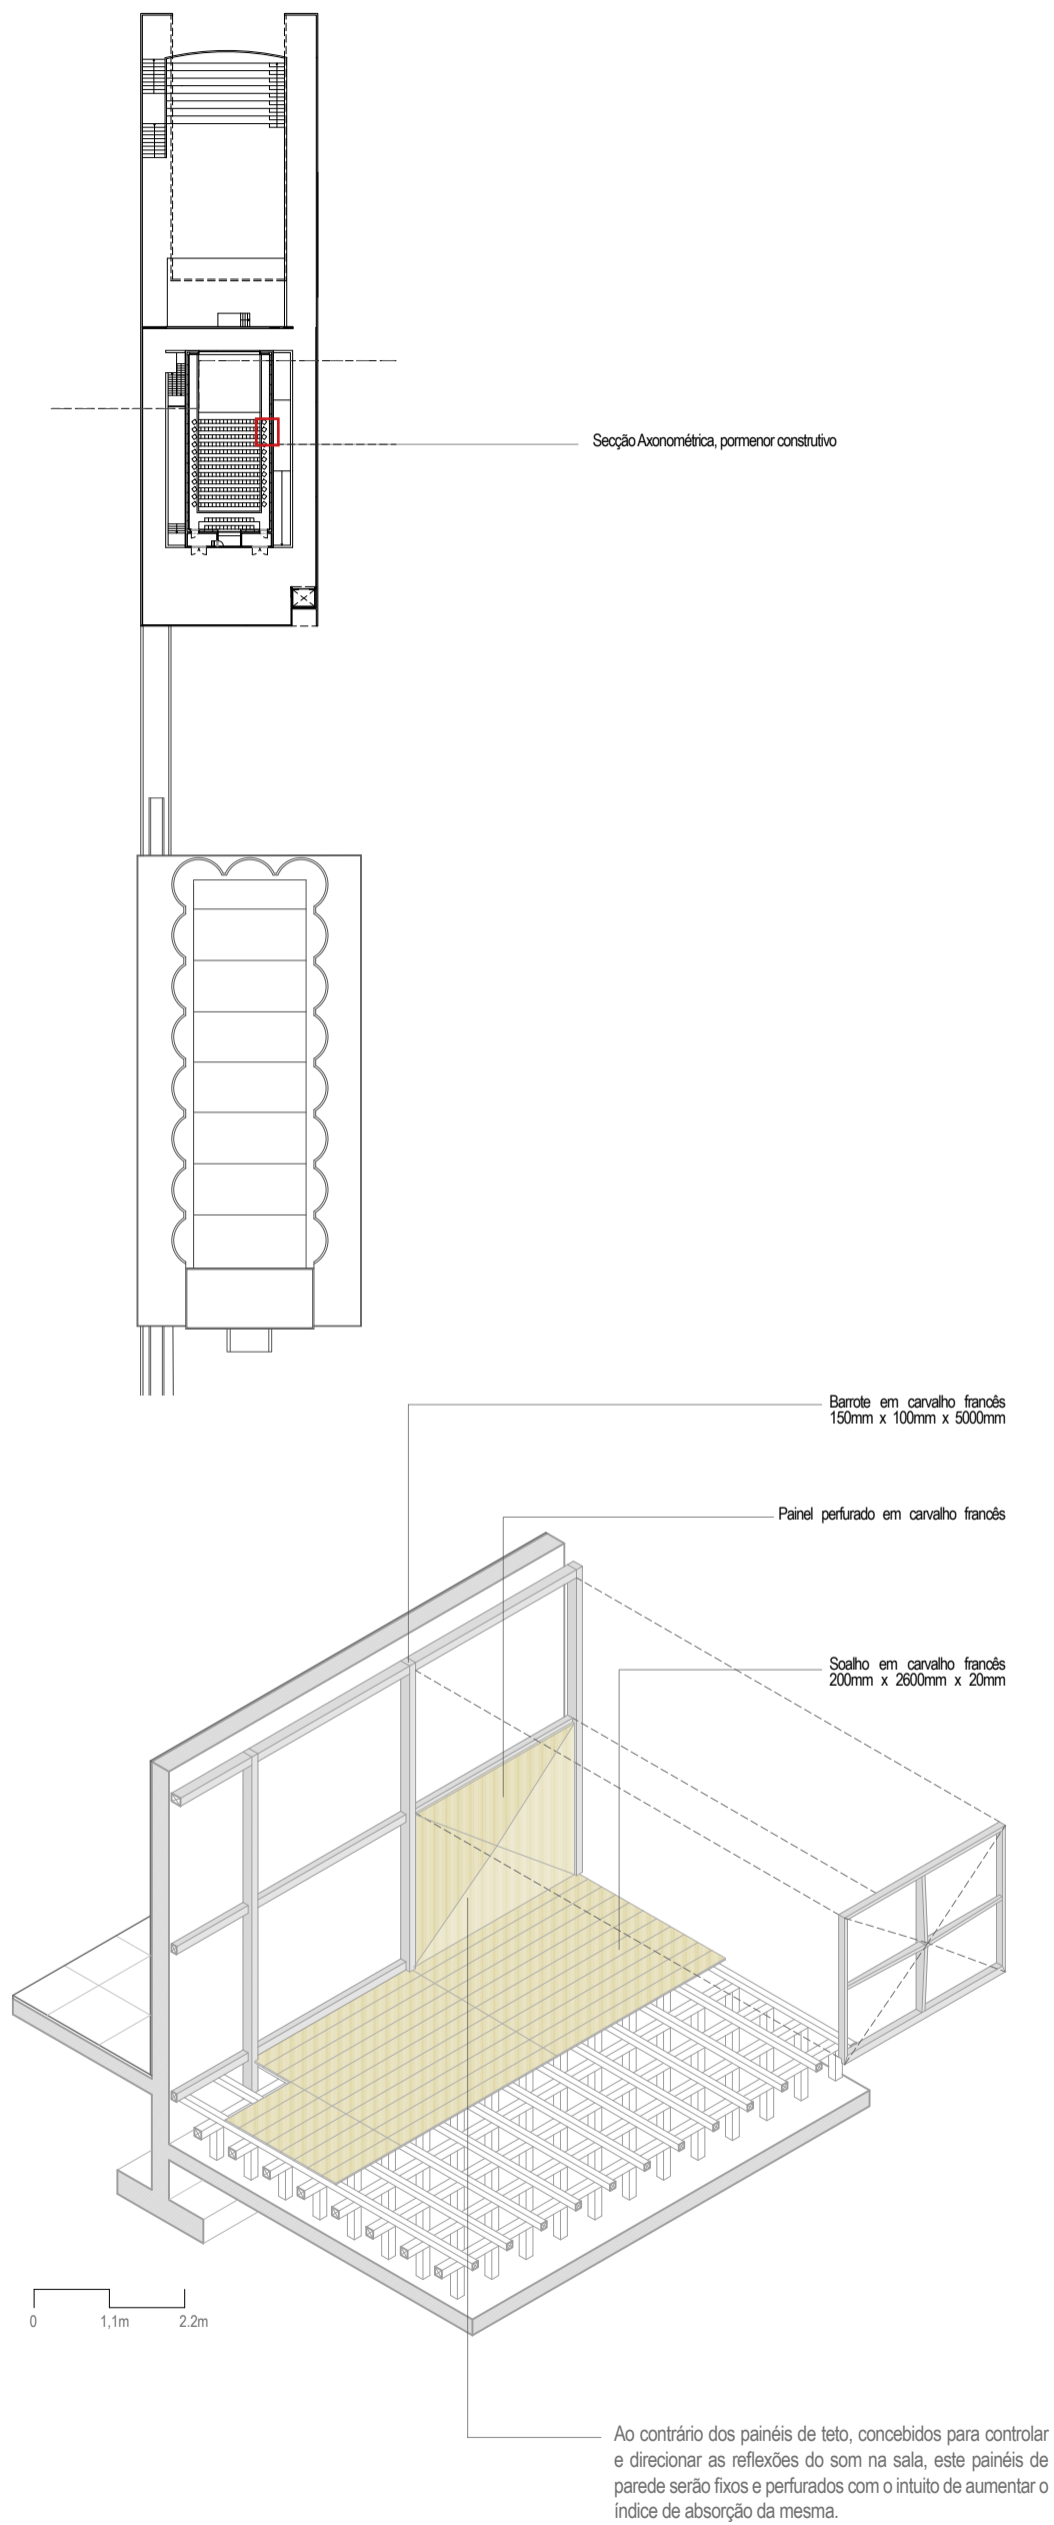 Secção Axonométrica, pormenor construtivo
Barrote em carvalho francês
150mm x 100mm x 5000mm
Painel perfurado em carvalho francês
Soalho em carvalho francês
200mm x 2600mm x 20mm
0 1,1m 2.2m
Ao contrário dos painéis de teto, concebidos para controlar
e direcionar as reflexões do som na sala, este painéis de
parede serão fixos e perfurados com o intuito de aumentar o
índice de absorção da mesma.